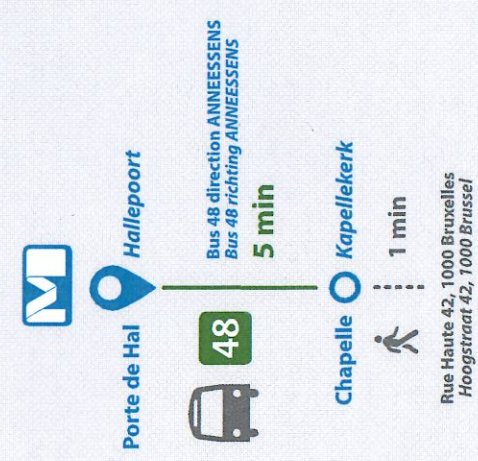 M
Porte de Hal Hallepoort
48
Bus 48 direction ANNEESSENS
Bus 48 richting ANNEESSENS
5 min
Chapelle Kapellekerk
1 min
Rue Haute 42, 1000 Bruxelles
Hoogstraat 42, 1000 Brussel